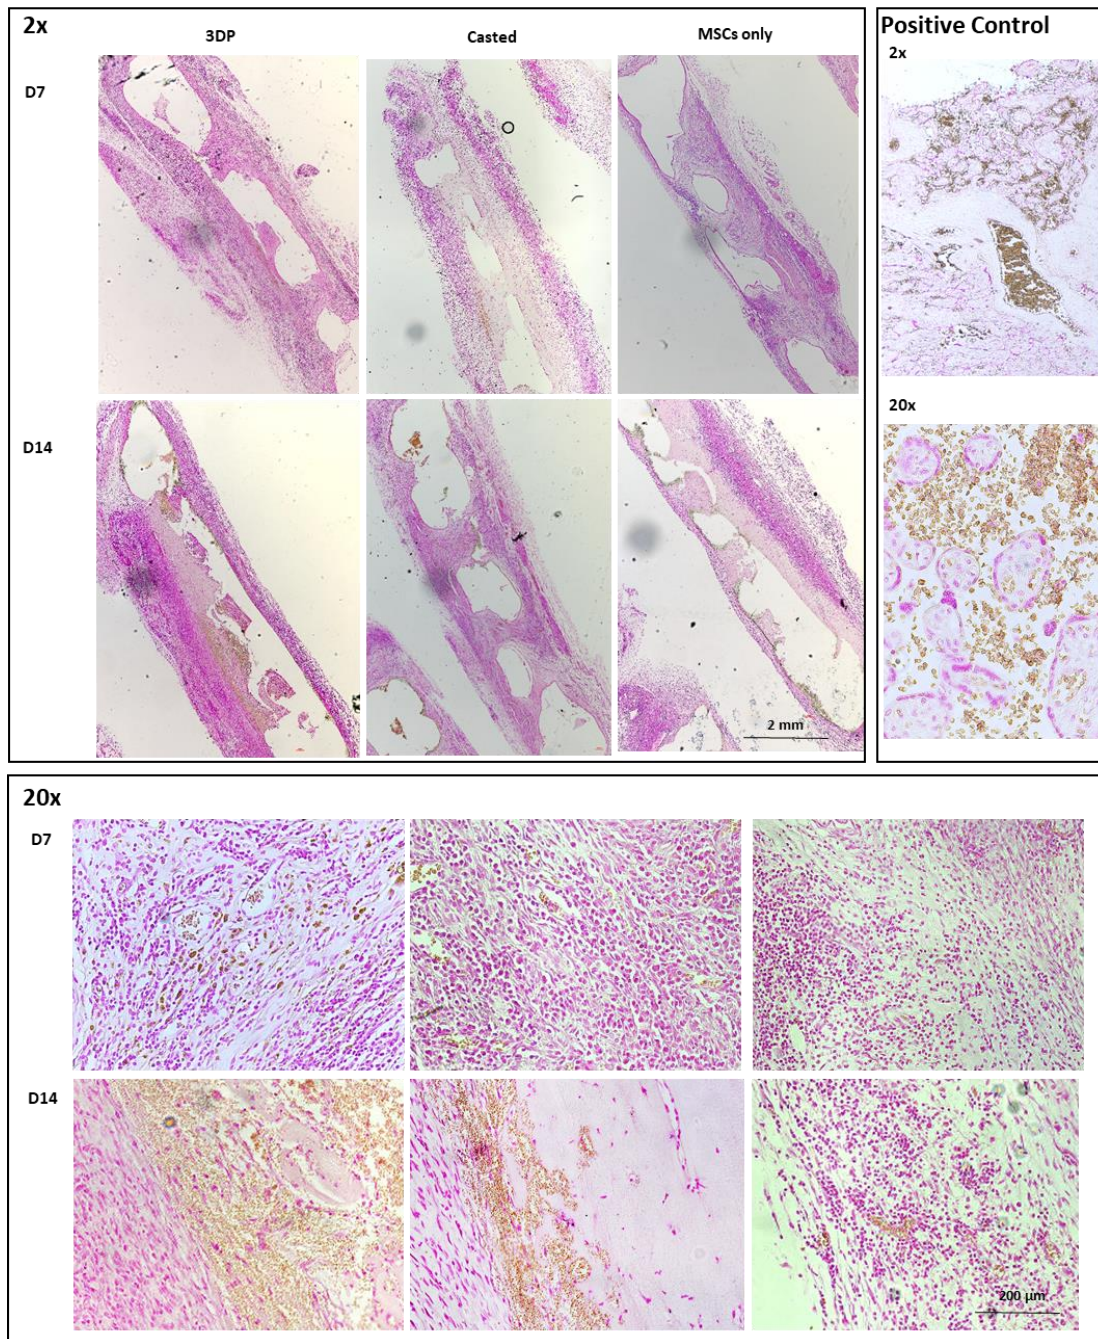 2x
3DP
Casted
MSCs only
D7
D14
2 mm
Positive Control
2x
20x
20x
D7
D14
200 µm